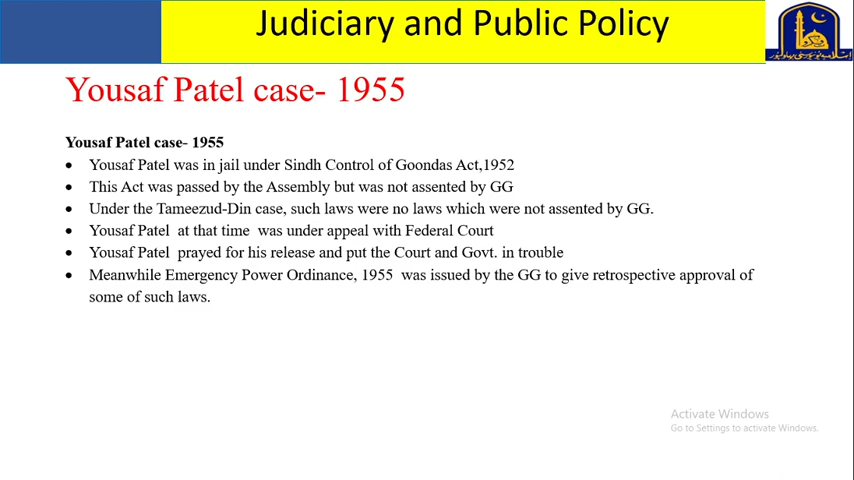 Judiciary and Public Policy
اسلامیہ یونیورسٹی بہاولپور
Yousaf Patel case- 1955
Yousaf Patel case- 1955
• Yousaf Patel was in jail under Sindh Control of Goondas Act,1952
• This Act was passed by the Assembly but was not assented by GG
• Under the Tameezud-Din case, such laws were no laws which were not assented by GG.
• Yousaf Patel at that time was under appeal with Federal Court
• Yousaf Patel prayed for his release and put the Court and Govt. in trouble
• Meanwhile Emergency Power Ordinance, 1955 was issued by the GG to give retrospective approval of
some of such laws.
Activate Windows
Go to Settings to activate Windows.